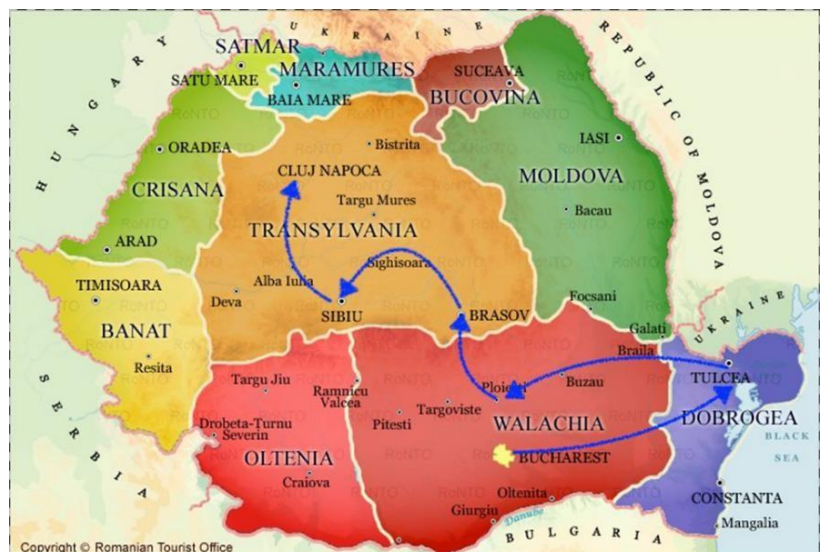 UKRAINE
SATMAR
SATU MARE
MARAMURES
BAIA MARE
SUCEAVA
BUCOVINA
REPUBLIC OF MOLDOVA
HUNGARY
ORADEA
CRISANA
Bistrita
CLUJ NAPOCA
IASI
MOLDOVA
Targu Mures
Bacau
TRANSYLVANIA
ARAD
Sighisoara
TIMISOARA
Alba Iulia
Deva
SIBIU
BRASOV
Focsani
UKRAINE
BANAT
Galati
Resita
Braila
TULCEA
Targu Jiu
Ramnicu
Valcea
Ploiesti
Buzau
Targoviste
Pitesti
WALACHIA
DOBROGEA
SERBIA
Drobeta-Turnu
Severin
BLACK
SEA
OLTENIA
BUCHAREST
Craiova
Oltenita
CONSTANTA
Giurgiu
Danube
Mangalia
BULGARIA
Copyright © Romanian Tourist Office
RoNTO